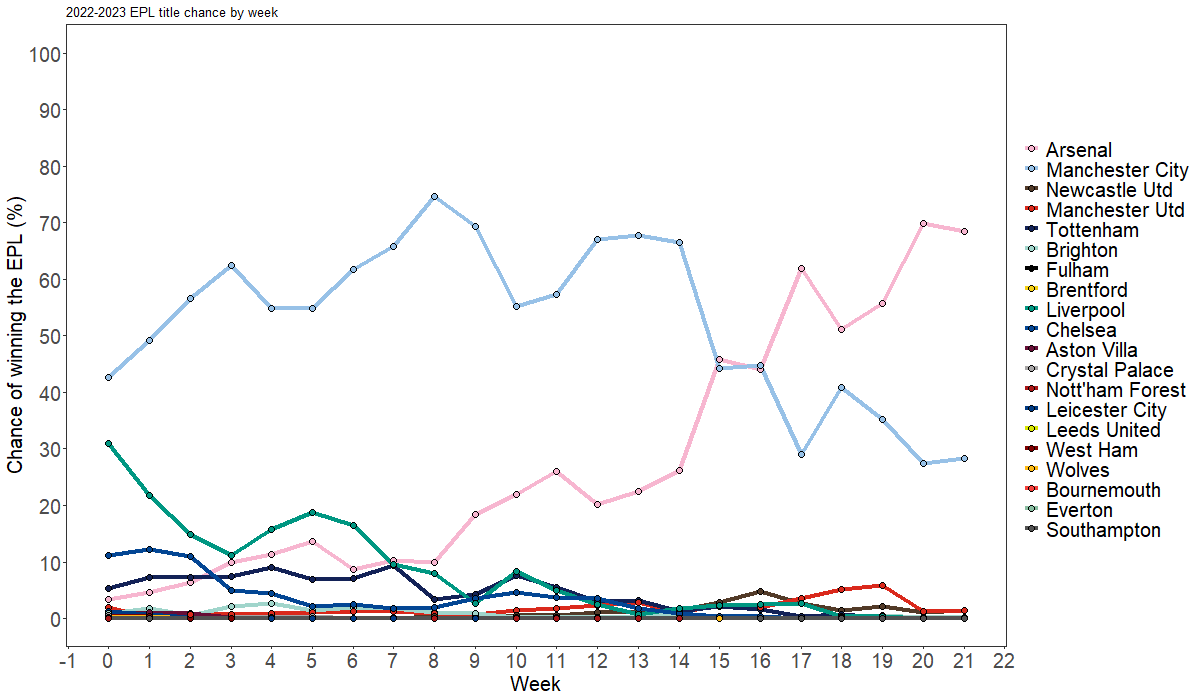 2022-2023 EPL title chance by week
100
90
80
70
60
50
40
30
20
10
0
Chance of winning the EPL (%)
-1 0 1 2 3 4 5 6 7 8 9 10 11 12 13 14 15 16 17 18 19 20 21 22
Week
Arsenal
Manchester City
Newcastle Utd
Manchester Utd
Tottenham
Brighton
Fulham
Brentford
Liverpool
Chelsea
Aston Villa
Crystal Palace
Nott'ham Forest
Leicester City
Leeds United
West Ham
Wolves
Bournemouth
Everton
Southampton